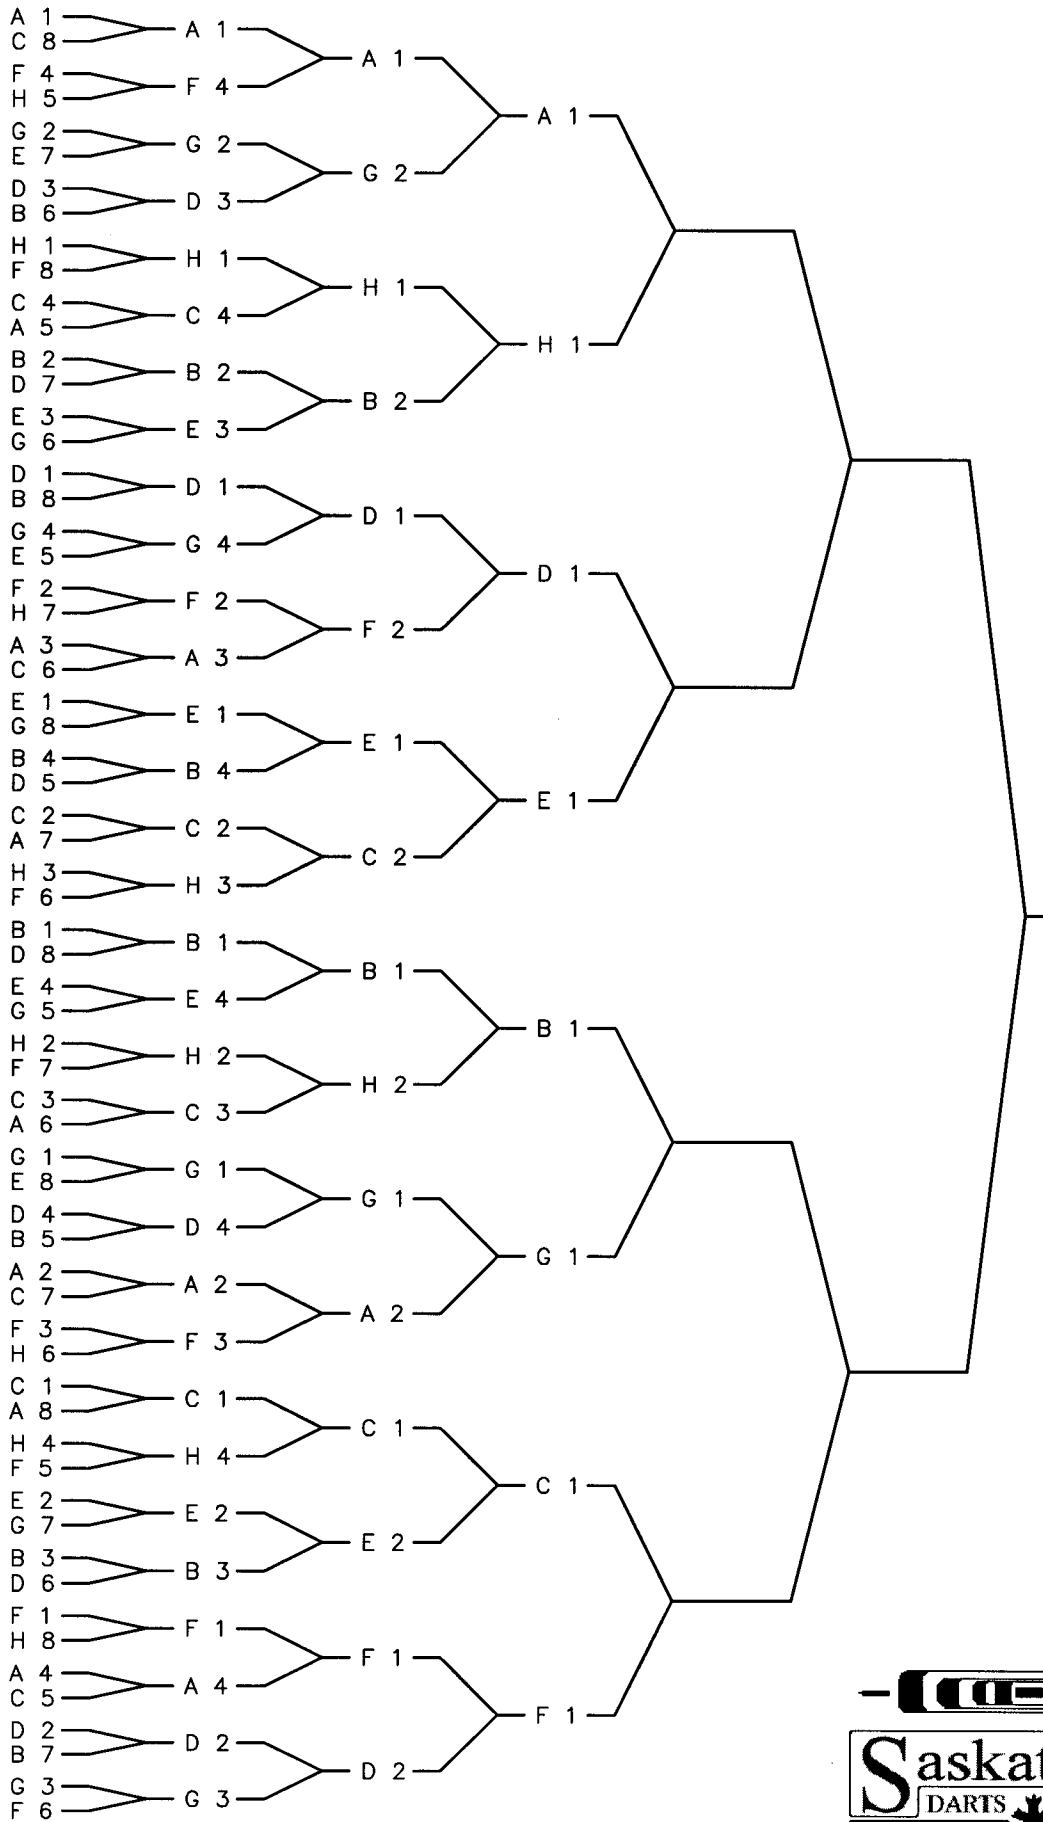 A 1
C 8
A 1
F 4
H 5
F 4
A 1
G 2
E 7
G 2
D 3
B 6
D 3
G 2
A 1
H 1
F 8
H 1
C 4
A 5
C 4
H 1
B 2
D 7
B 2
E 3
G 6
E 3
B 2
H 1
D 1
B 8
D 1
G 4
E 5
G 4
D 1
F 2
H 7
F 2
A 3
C 6
A 3
F 2
D 1
E 1
G 8
E 1
B 4
D 5
B 4
E 1
C 2
A 7
C 2
H 3
F 6
H 3
C 2
E 1
B 1
D 8
B 1
E 4
G 5
E 4
B 1
H 2
F 7
H 2
C 3
A 6
C 3
H 2
B 1
G 1
E 8
G 1
D 4
B 5
D 4
G 1
A 2
C 7
A 2
F 3
H 6
F 3
A 2
G 1
C 1
A 8
C 1
H 4
F 5
H 4
C 1
E 2
G 7
E 2
B 3
D 6
B 3
E 2
C 1
F 1
H 8
F 1
A 4
C 5
A 4
F 1
D 2
B 7
D 2
G 3
F 6
G 3
D 2
F 1
Saskat
DARTS